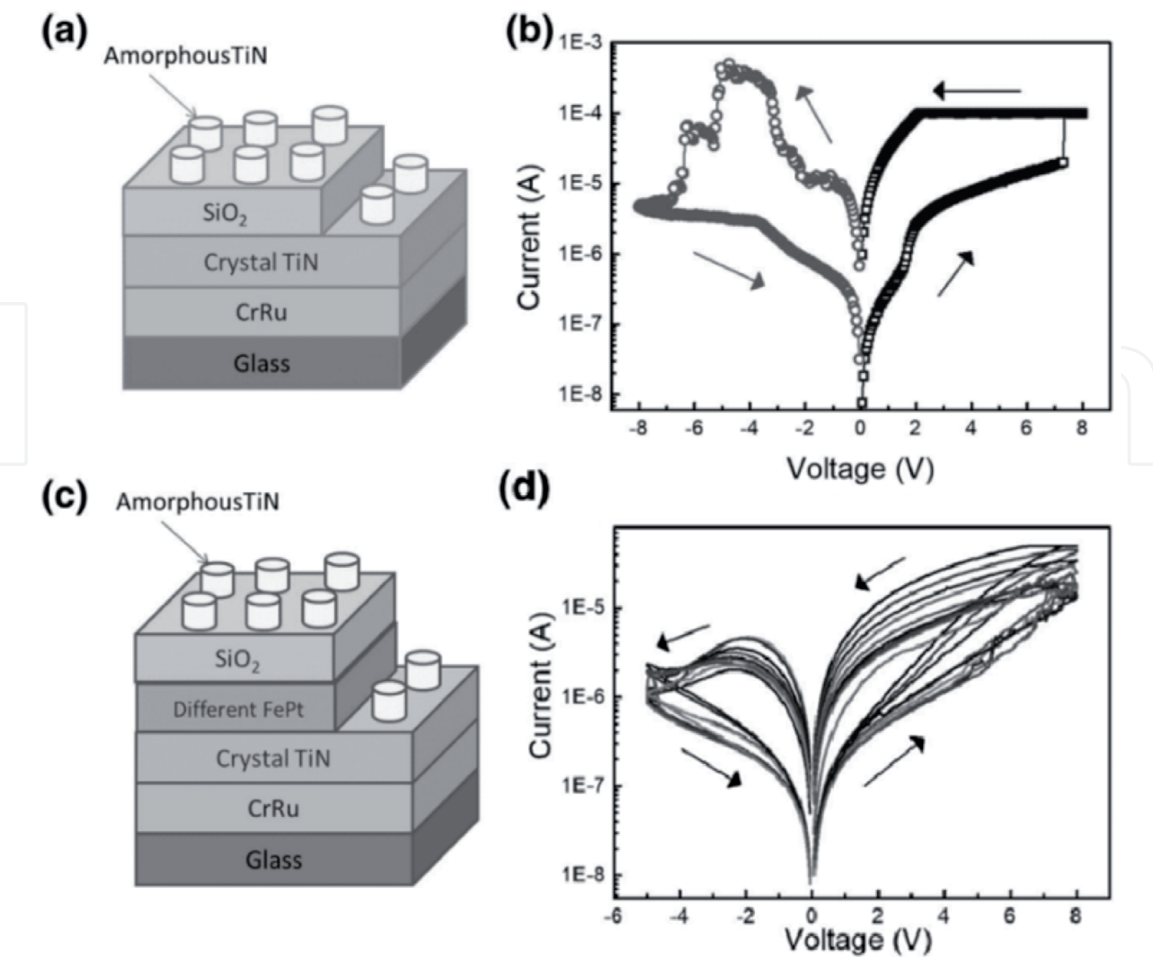 (a)
AmorphousTiN
SiO2
Crystal TiN
CrRu
Glass
(b)
1E-3
1E-4
1E-5
1E-6
1E-7
1E-8
Current (A)
-8 -6 -4 -2 0 2 4 6 8
Voltage (V)
(c)
AmorphousTiN
SiO2
Different FePt
Crystal TiN
CrRu
Glass
(d)
1E-5
1E-6
1E-7
1E-8
Current (A)
-6 -4 -2 0 2 4 6 8
Voltage (V)